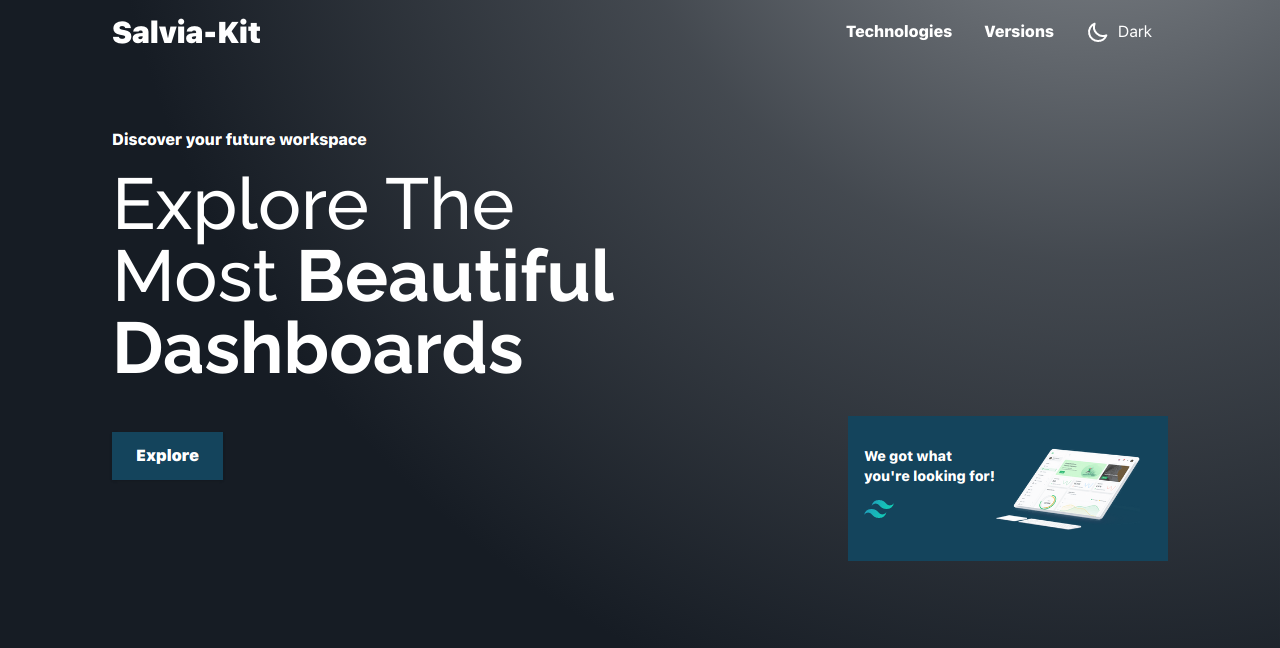 Salvia-Kit
Technologies
Versions
Dark
Discover your future workspace
Explore The
Most Beautiful
Dashboards
Explore
We got what
you're looking for!